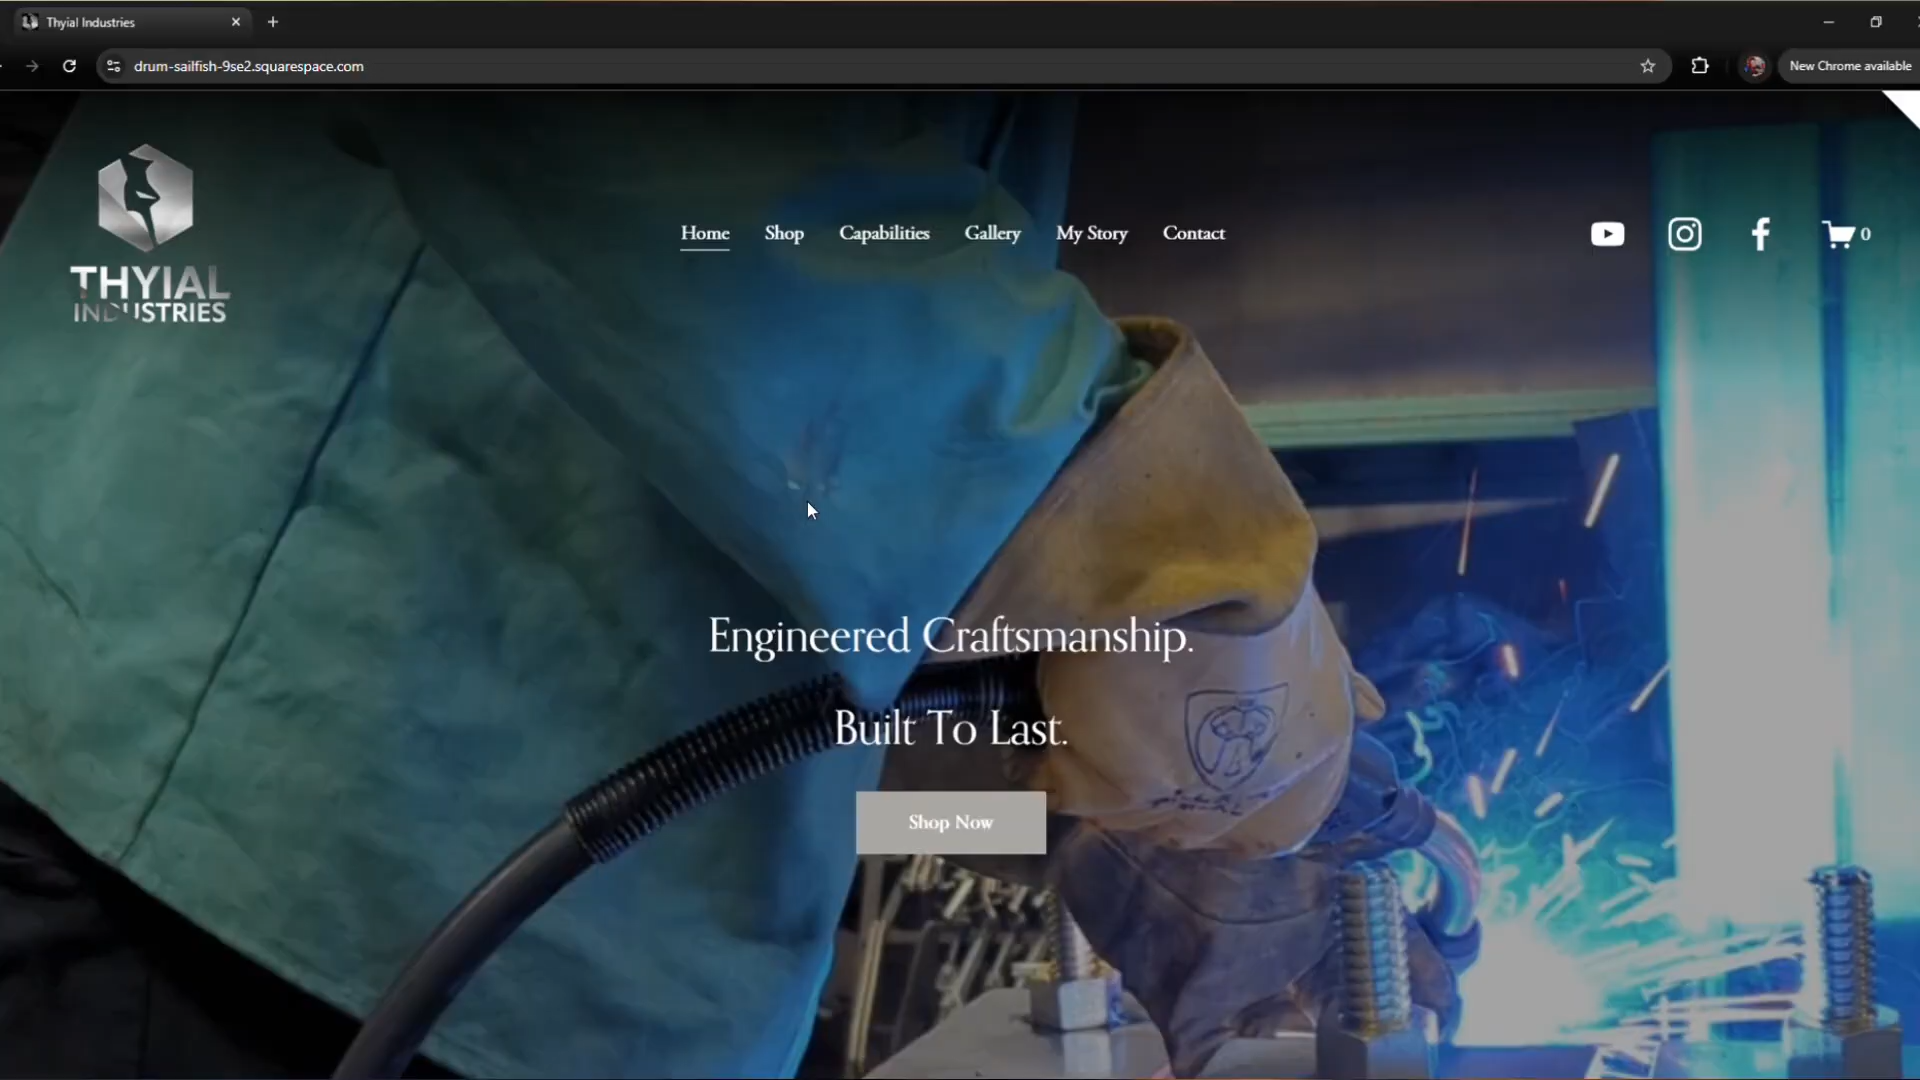 Thyial Industries
drum-sailfish-9se2.squarespace.com
New Chrome available
THYIAL
INDUSTRIES
Home Shop Capabilities Gallery My Story Contact
0
Engineered Craftsmanship.
Built To Last.
Shop Now